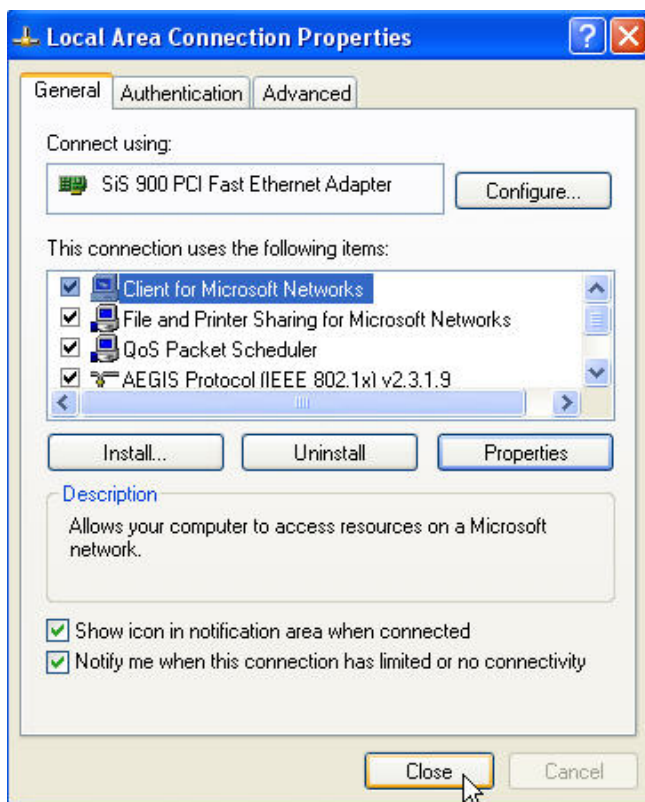 Local Area Connection Properties
General Authentication Advanced
Connect using:
SiS 900 PCI Fast Ethernet Adapter
Configure...
This connection uses the following items:
Client for Microsoft Networks
File and Printer Sharing for Microsoft Networks
QoS Packet Scheduler
AEGIS Protocol (IEEE 802.1x) v2.3.1.9
Install... Uninstall Properties
Description
Allows your computer to access resources on a Microsoft
network.
Show icon in notification area when connected
Notify me when this connection has limited or no connectivity
Close Cancel